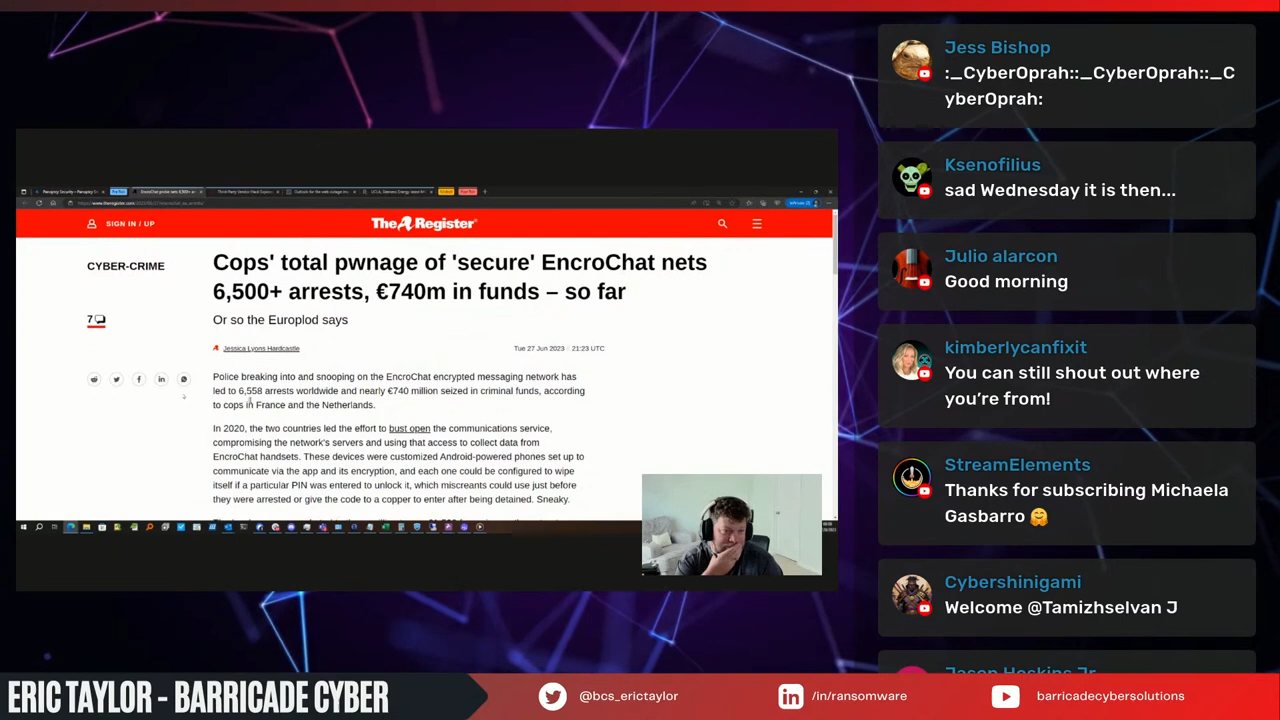 SIGN IN / UP
The Register
CYBER-CRIME
Cops' total pwnage of 'secure' EncroChat nets
6,500+ arrests, €740m in funds – so far
7
Or so the Europlod says
Jessica Lyons Hardcastle
Tue 27 Jun 2023 21:23 UTC
Police breaking into and snooping on the EncroChat encrypted messaging network has
led to 6,558 arrests worldwide and nearly €740 million seized in criminal funds, according
to cops in France and the Netherlands.
In 2020, the two countries led the effort to bust open the communications service,
compromising the network's servers and using that access to collect data from
EncroChat handsets. These devices were customized Android-powered phones set up to
communicate via the app and its encryption, and each one could be configured to wipe
itself if a particular PIN was entered to unlock it, which miscreants could use just before
they were arrested or give the code to a copper to enter after being detained. Sneaky.
Jess Bishop
:_CyberOprah::_CyberOprah::_C
yberOprah:
Ksenofilius
sad Wednesday it is then...
Julio alarcon
Good morning
kimberlycanfixit
You can still shout out where
you're from!
StreamElements
Thanks for subscribing Michaela
Gasbarro 🤗
Cybershinigami
Welcome @Tamizhselvan J
Jason Hoskins Jr
ERIC TAYLOR - BARRICADE CYBER
@bcs_erictaylor
/in/ransomware
barricadecybersolutions